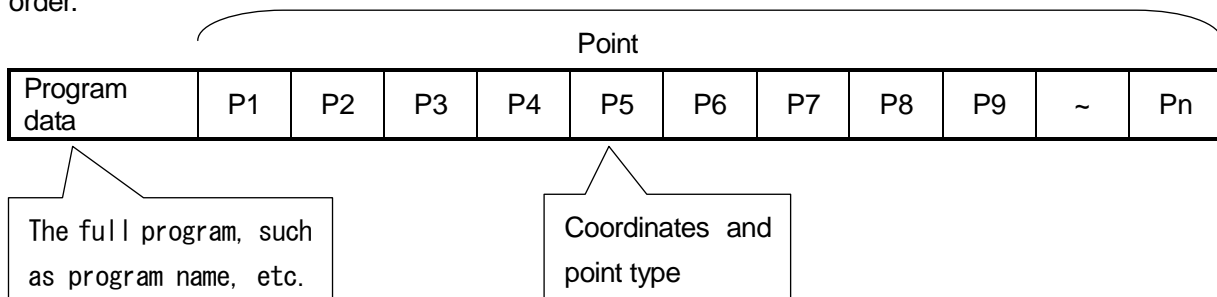 order.
Point
Program
data
P1 P2 P3 P4 P5 P6 P7 P8 P9 ~ Pn
The full program, such
as program name, etc.
Coordinates and
point type